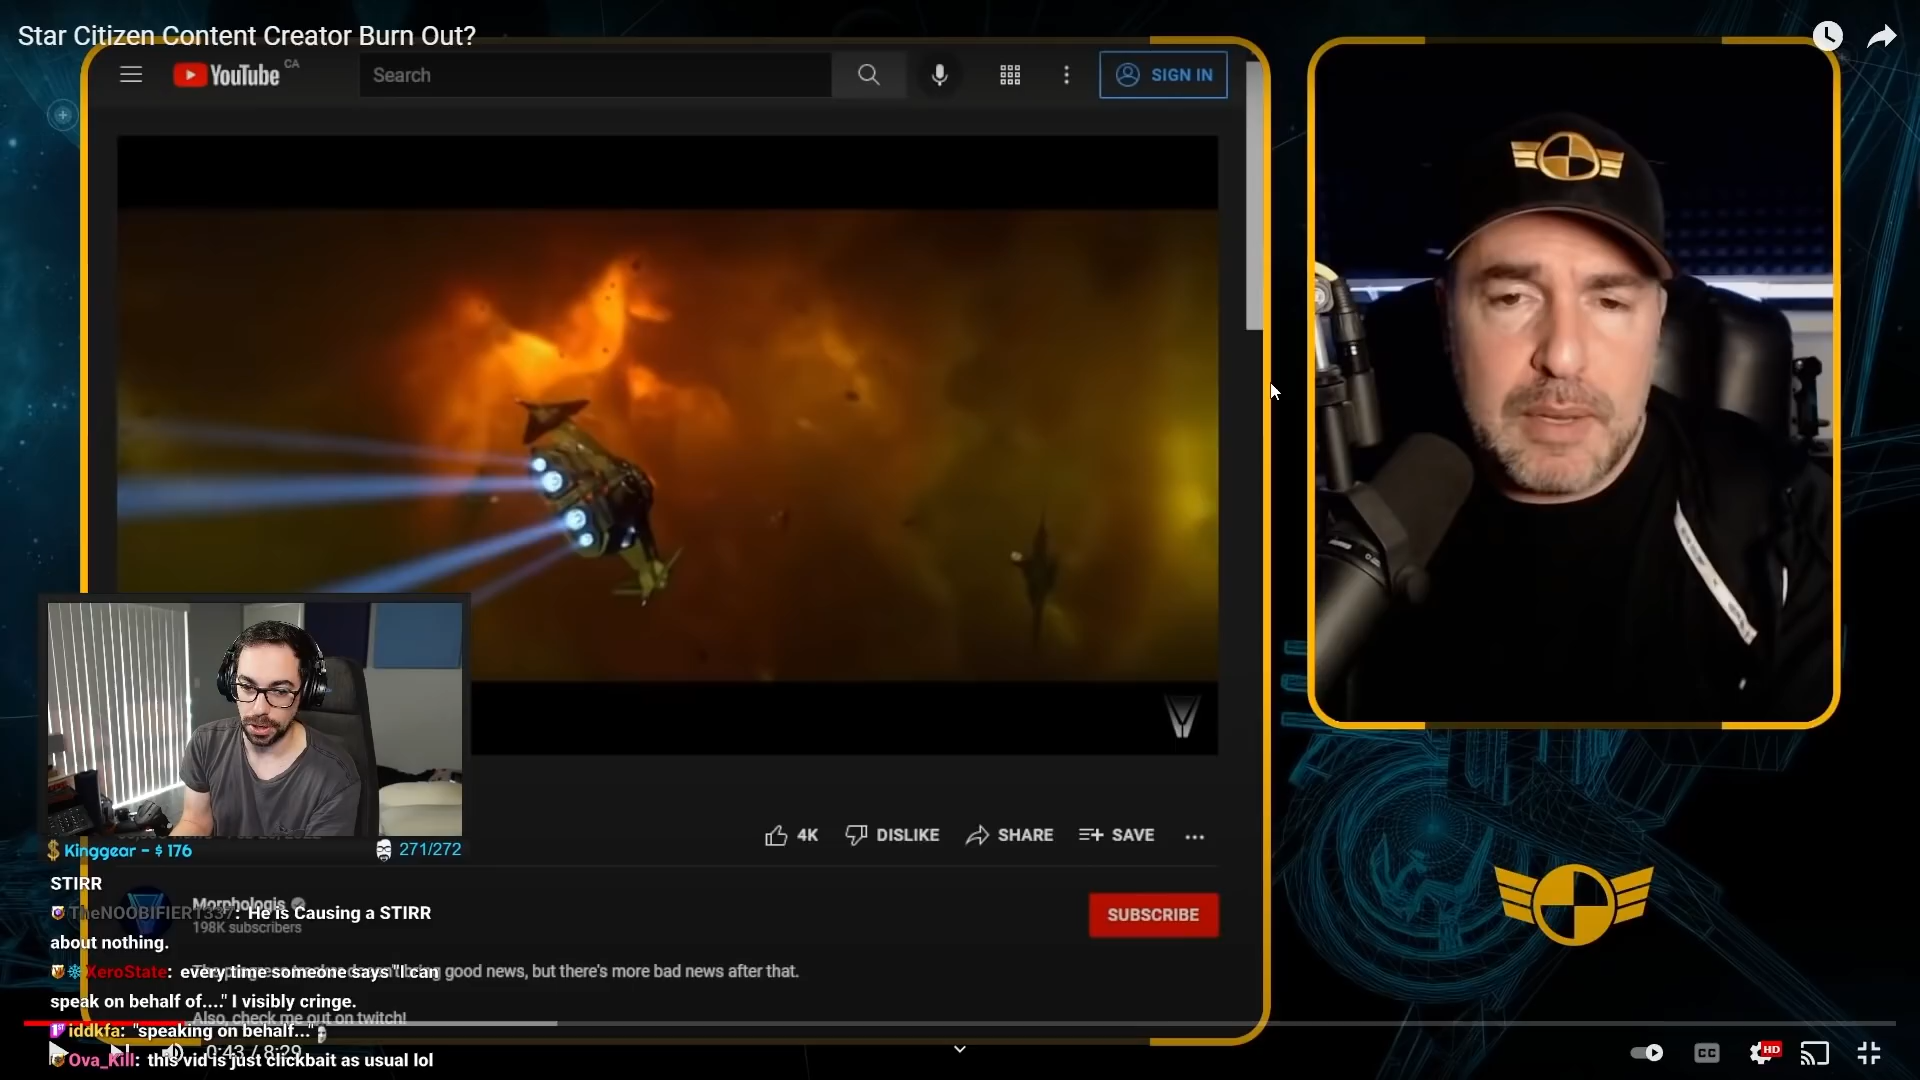 Star Citizen Content Creator Burn Out?
YouTube CA
Search
SIGN IN
4K
DISLIKE
SHARE
SAVE
Kinggear - $ 176
271/272
STIRR
Morphologis
198K subscribers
SUBSCRIBE
TheNOOBIFIER1337: He is Causing a STIRR
about nothing.
XeroState: every time someone says "I can
good news, but there's more bad news after that.
speak on behalf of...." I visibly cringe.
Also, check me out on twitch!
iddkfa: "speaking on behalf..."
0:43 / 8:29
Ova_Kill: this vid is just clickbait as usual lol
CC
HD